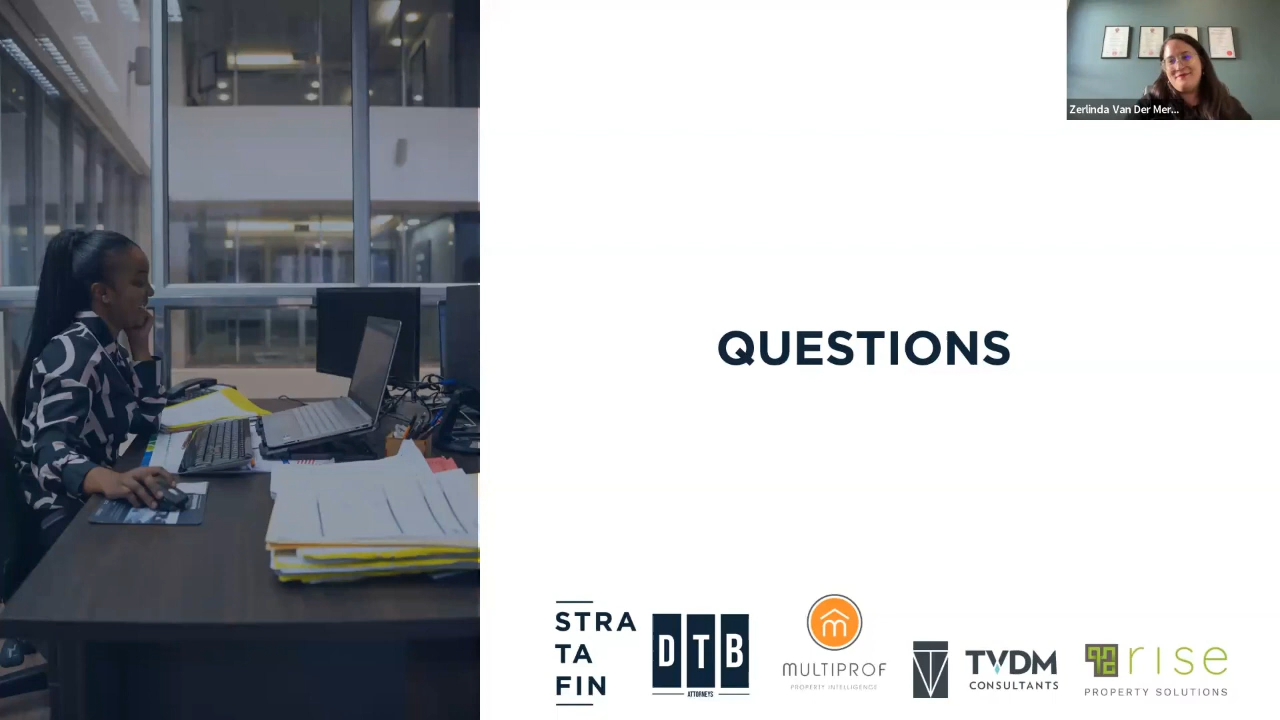 Zerlinda Van Der Mer...
QUESTIONS
STRA
TA
FIN
DTB
ATTORNEYS
MULTIPROF
PROPERTY INTELLIGENCE
TVDM
CONSULTANTS
rise
PROPERTY SOLUTIONS